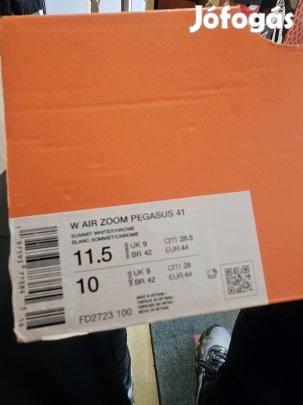 Jófogás
W AIR ZOOM PEGASUS 41
SUMMIT WHITE/CHROME
BLANC SOMMET/CHROME
11.5 UK 9 cm 28.5
BR 42 EUR 44
10 UK 9 cm 28
BR 42 EUR 44
FD2723 100